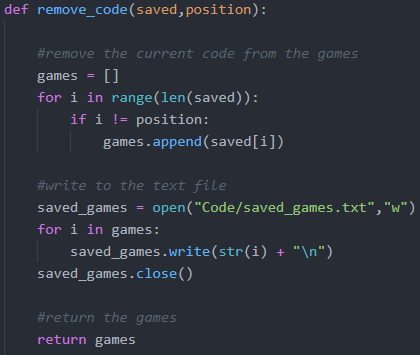 def remove_code(saved,position):
#remove the current code from the games
games = []
for i in range(len(saved)):
if i != position:
games.append(saved[i])
#write to the text file
saved_games = open("Code/saved_games.txt","w")
for i in games:
saved_games.write(str(i) + "\n")
saved_games.close()
#return the games
return games